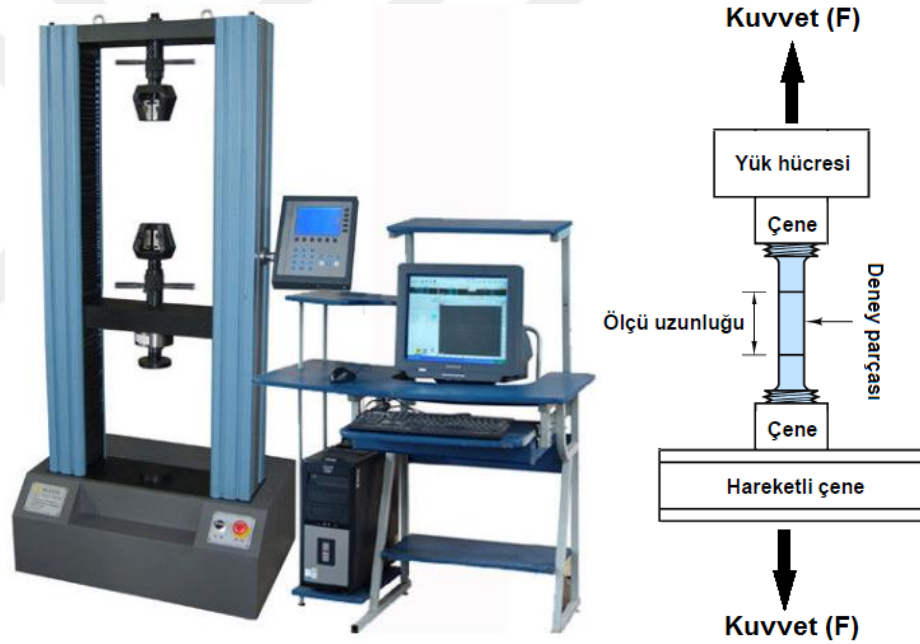 Kuvvet (F)
Yük hücresi
Çene
Ölçü uzunluğu
Deney parçası
Çene
Hareketli çene
Kuvvet (F)